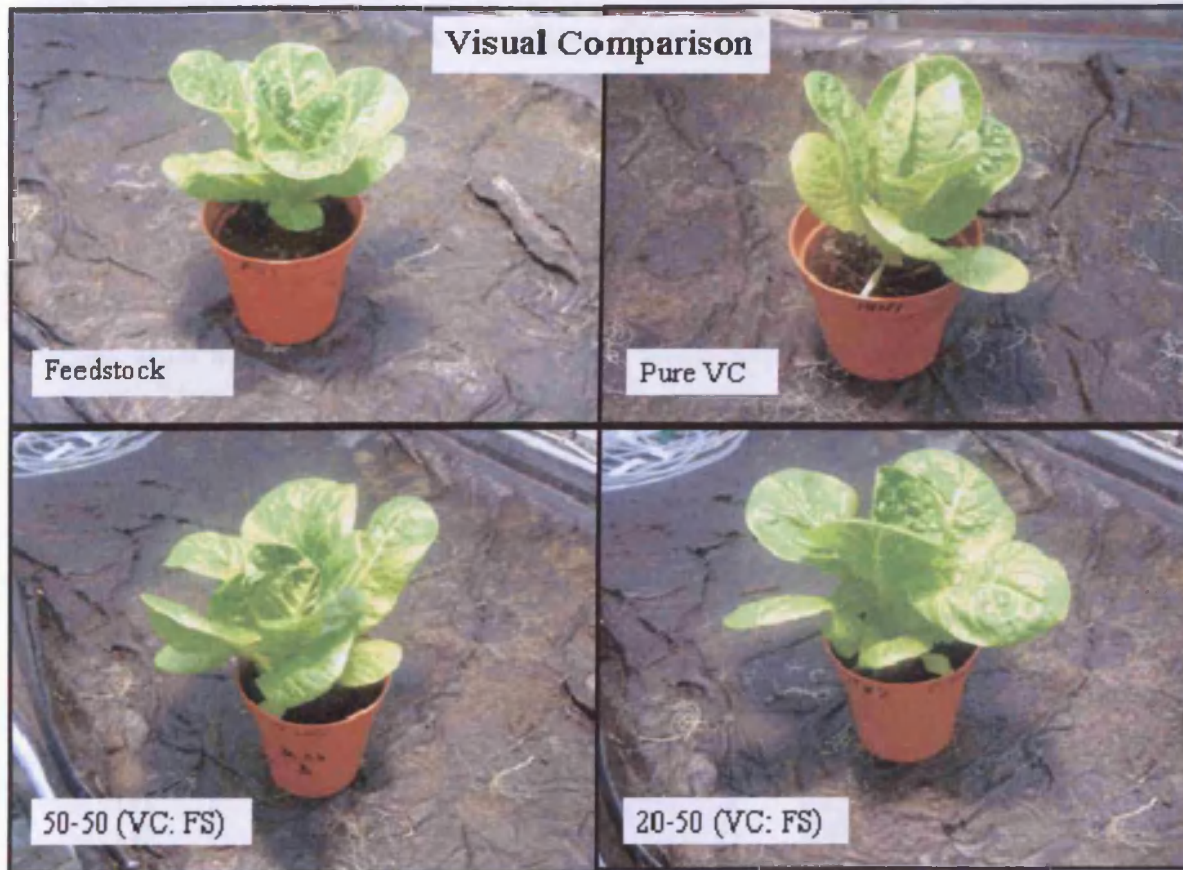 Visual Comparison
Feedstock
Pure VC
50-50 (VC: FS)
20-50 (VC: FS)